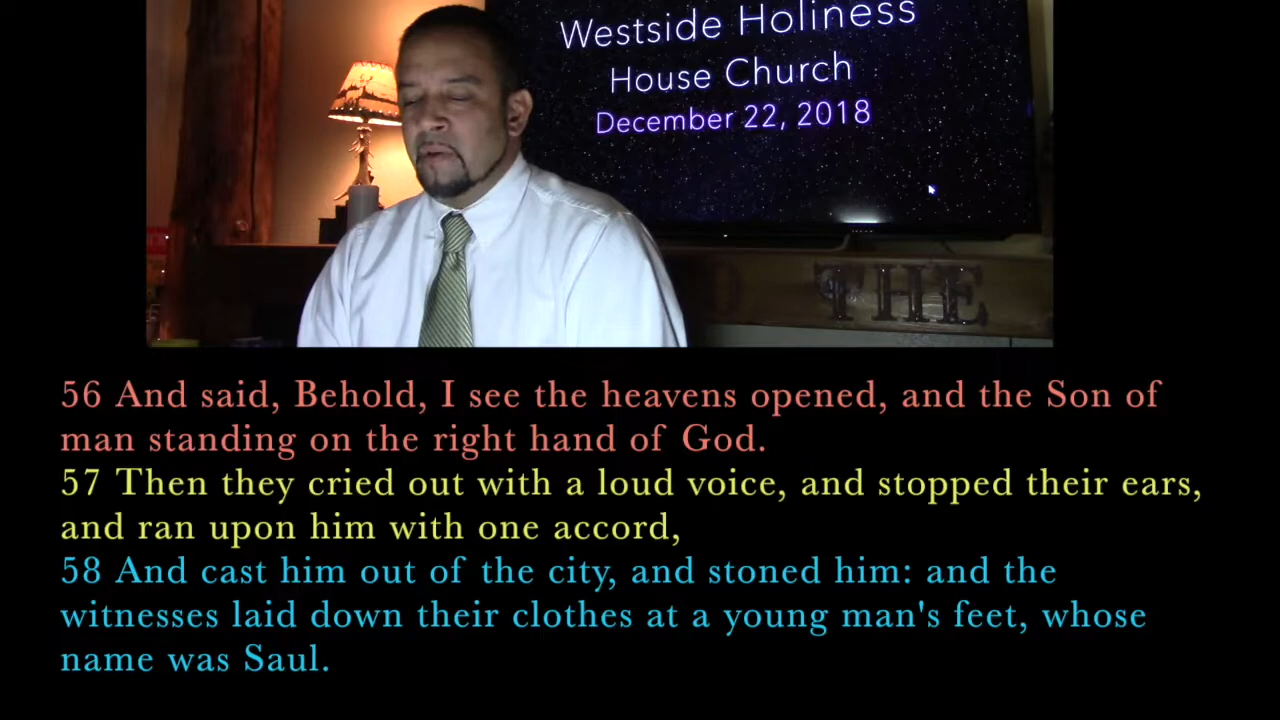 Westside Holiness
House Church
December 22, 2018
THE
56 And said, Behold, I see the heavens opened, and the Son of
man standing on the right hand of God.
57 Then they cried out with a loud voice, and stopped their ears,
and ran upon him with one accord,
58 And cast him out of the city, and stoned him: and the
witnesses laid down their clothes at a young man's feet, whose
name was Saul.